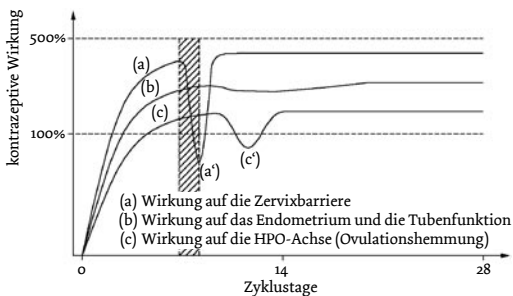 kontrazeptive Wirkung
500%
(a)
(b)
(c)
100%
(a‘)
(c‘)
(a) Wirkung auf die Zervixbarriere
(b) Wirkung auf das Endometrium und die Tubenfunktion
(c) Wirkung auf die HPO-Achse (Ovulationshemmung)
0
14
28
Zyklustage